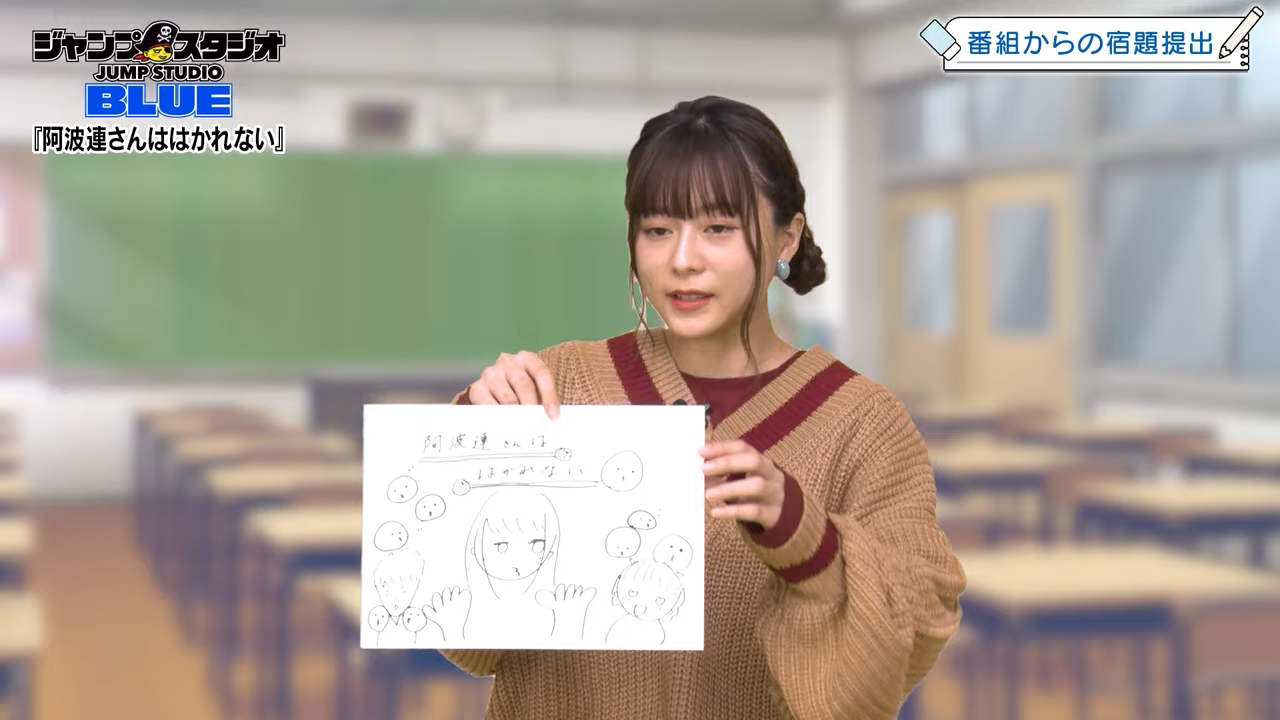 ジャンプスタジオ
JUMP STUDIO
BLUE
『阿波連さんははかれない』
番組からの宿題提出
阿波連さんは
はかれない